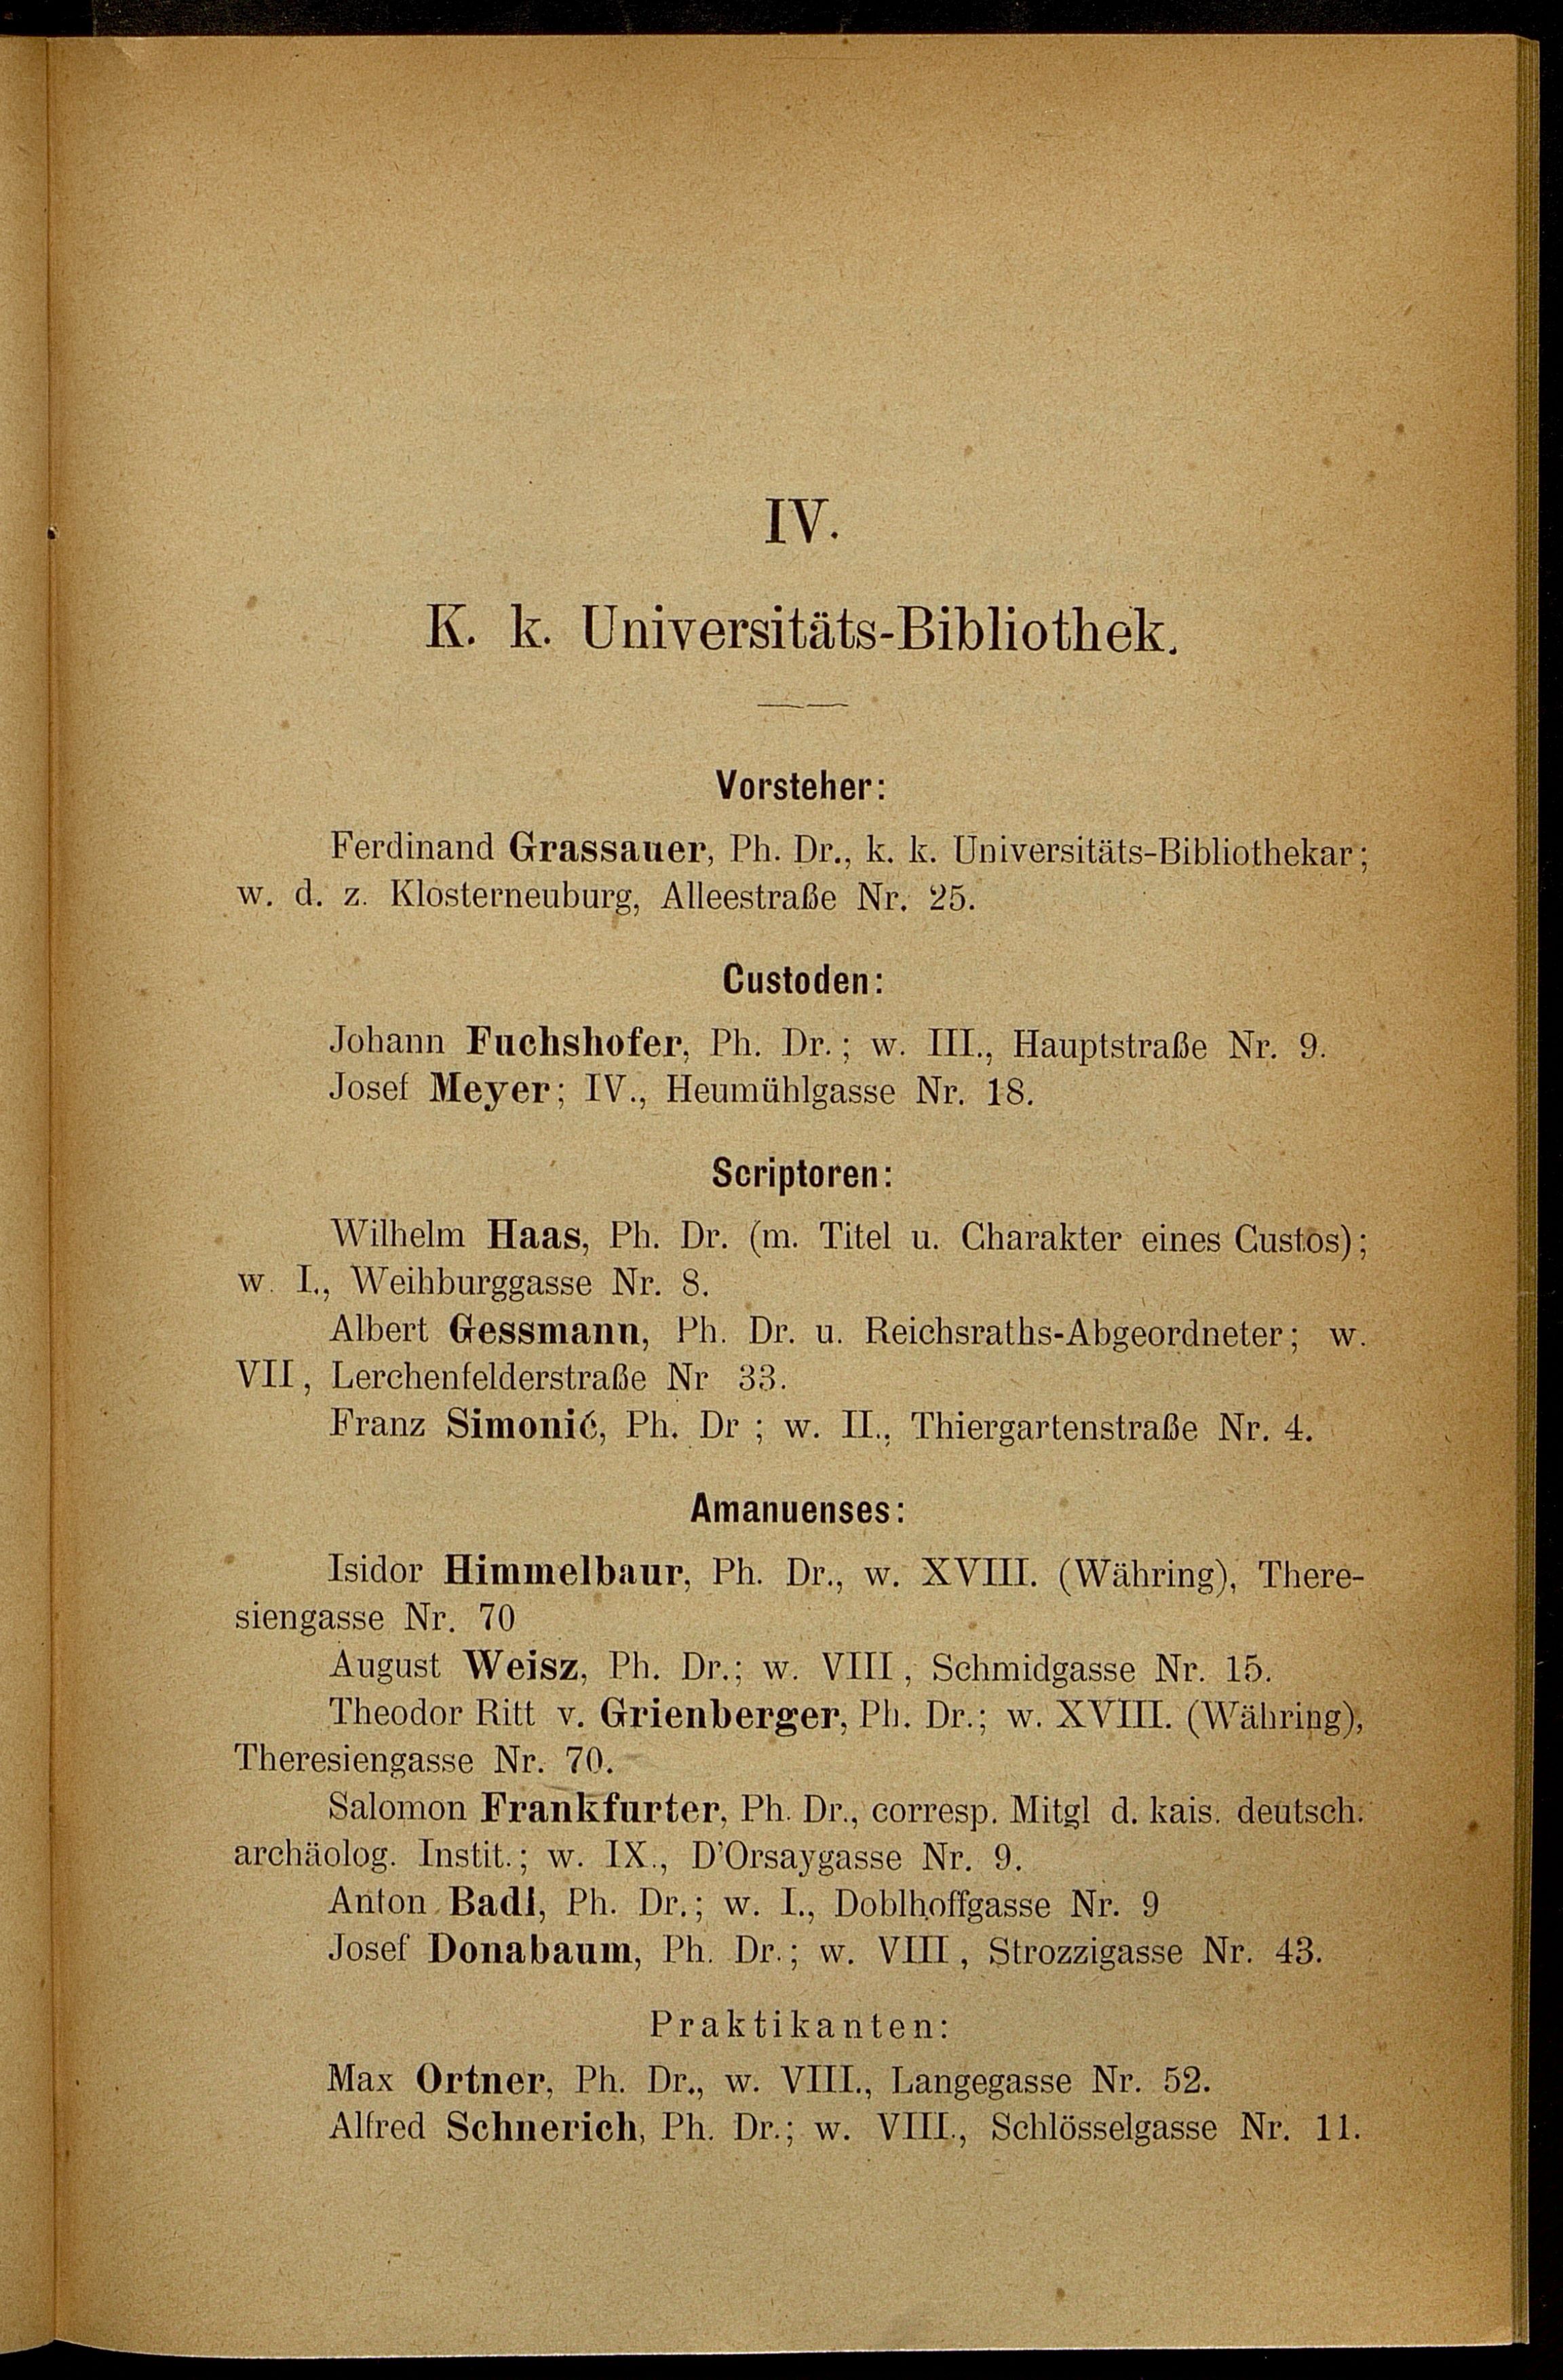 IV.
K. k. Universitäts-Bibliothek.
Vorsteher:
Ferdinand Grassauer, Ph. Dr., k. k. Universitäts-Bibliothekar;
w. d. z. Klosterneuburg, Alleestraße Nr. 25.
Custoden:
Johann Fuchshofer, Ph. Dr.; w. III., Hauptstraße Nr. 9.
Josef Meyer; IV., Heumühlgasse Nr. 18.
Scriptoren:
Wilhelm Haas, Ph. Dr. (m. Titel u. Charakter eines Custos);
w. I., Weihburggasse Nr. 8.
Albert Gessmann, Ph. Dr. u. Reichsraths-Abgeordneter; w.
VII, Lerchenfelderstraße Nr 33.
Franz Simonič, Ph. Dr ; w. II., Thiergartenstraße Nr. 4.
Amanuenses:
Isidor Himmelbaur, Ph. Dr., w. XVIII. (Währing), There-
siengasse Nr. 70
August Weisz, Ph. Dr.; w. VIII, Schmidgasse Nr. 15.
Theodor Ritt v. Grienberger, Ph. Dr.; w. XVIII. (Währing),
Theresiengasse Nr. 70.
Salomon Frankfurter, Ph. Dr., corresp. Mitgl d. kais. deutsch.
archäolog. Instit.; w. IX., D'Orsaygasse Nr. 9.
Anton Badl, Ph. Dr.; w. I., Doblhoffgasse Nr. 9
Josef Donabaum, Ph. Dr.; w. VIII, Strozzigasse Nr. 43.
Praktikanten:
Max Ortner, Ph. Dr., w. VIII., Langegasse Nr. 52.
Alfred Schnerich, Ph. Dr.; w. VIII., Schlösselgasse Nr. 11.